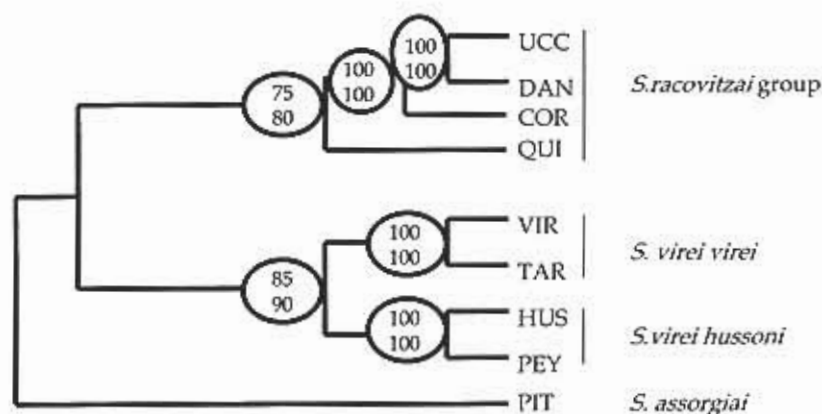 UCC
100
100
100
100
DAN
S.racovitzai group
75
80
COR
QUI
VIR
100
100
S. virei virei
TAR
85
90
HUS
100
100
S.virei hussoni
PEY
PIT
S. assorgiai